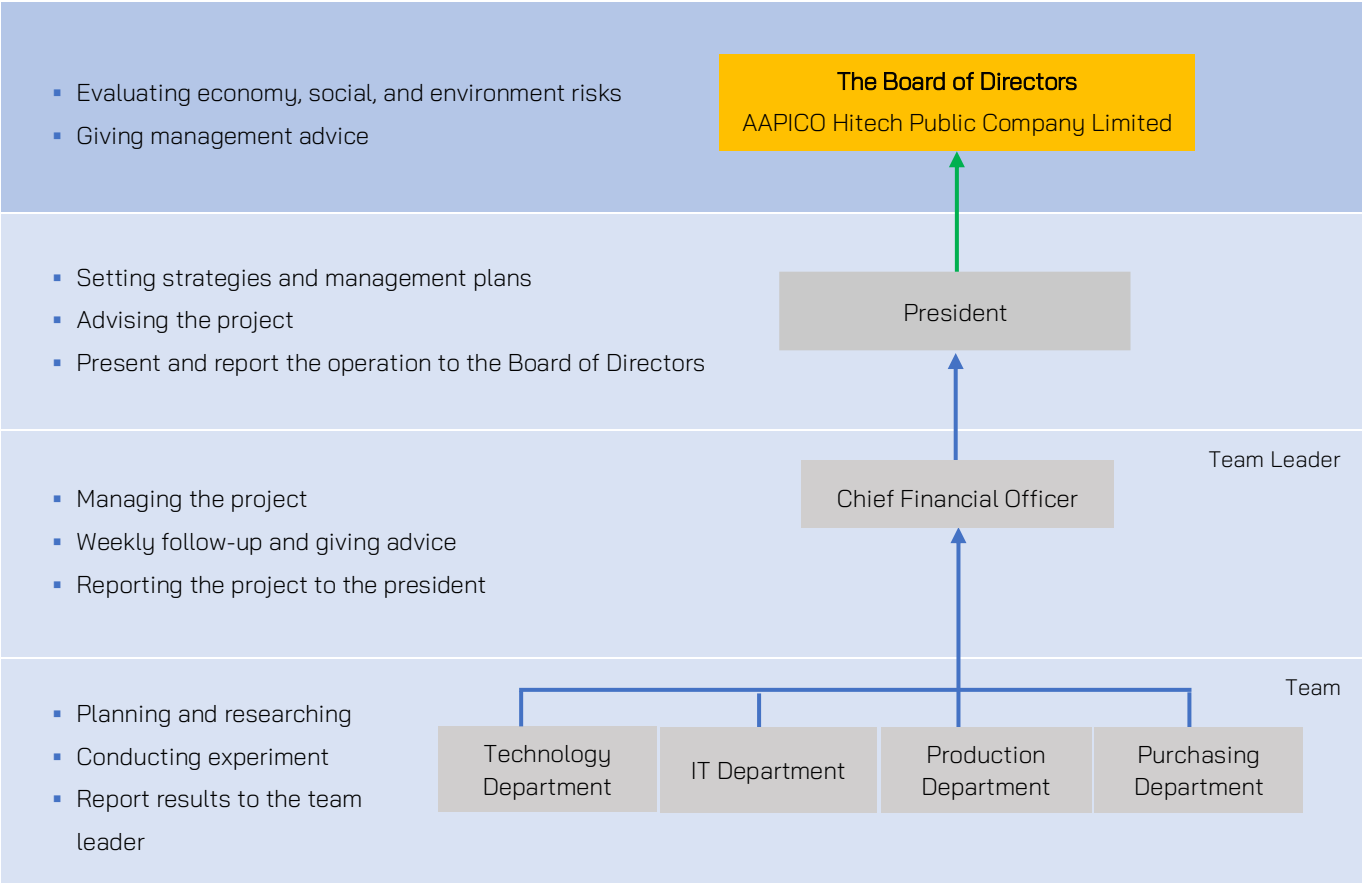 ▪ Evaluating economy, social, and environment risks
▪ Giving management advice
The Board of Directors
AAPICO Hitech Public Company Limited
▪ Setting strategies and management plans
▪ Advising the project
▪ Present and report the operation to the Board of Directors
President
Team Leader
▪ Managing the project
▪ Weekly follow-up and giving advice
▪ Reporting the project to the president
Chief Financial Officer
Team
▪ Planning and researching
▪ Conducting experiment
▪ Report results to the team
leader
Technology
Department
IT Department
Production
Department
Purchasing
Department